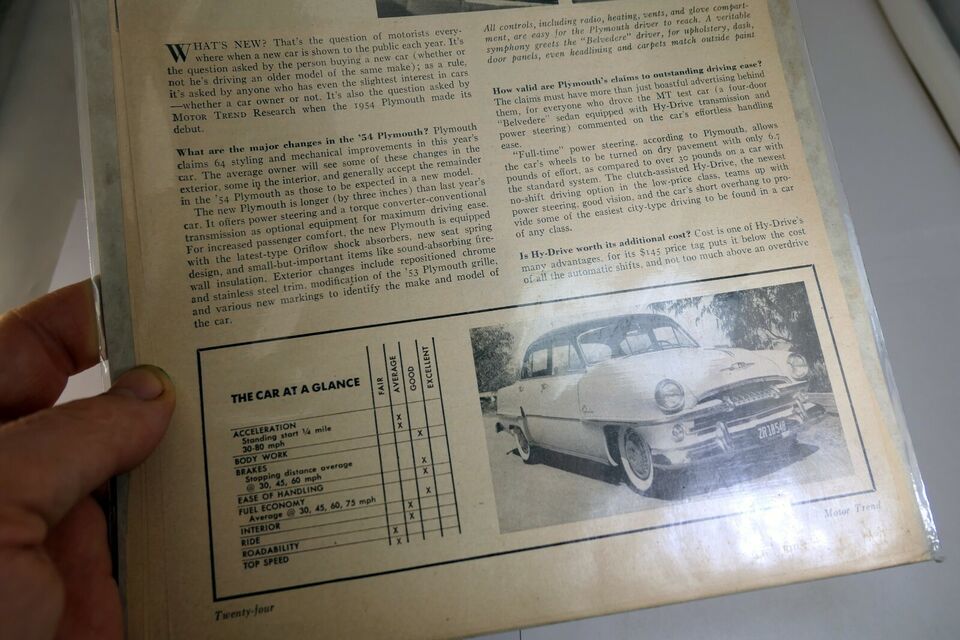 WHAT'S NEW? That's the question of motorists every-
where when a new car is shown to the public each year. It's
the question asked by the person buying a new car (whether or
not he's driving an older model of the same make); as a rule,
it's asked by anyone who has even the slightest interest in cars
—whether a car owner or not. It's also the question asked by
MOTOR TREND Research when the 1954 Plymouth made its
debut.
What are the major changes in the '54 Plymouth? Plymouth
claims 64 styling and mechanical improvements in this year's
car. The average owner will see some of these changes in the
exterior, some in the interior, and generally accept the remainder
in the '54 Plymouth as those to be expected in a new model.
The new Plymouth is longer (by three inches) than last year's
car. It offers power steering and a torque converter-conventional
transmission as optional equipment for maximum driving ease.
For increased passenger comfort, the new Plymouth is equipped
with the latest-type Oriflow shock absorbers, new seat spring
design, and small-but-important items like sound-absorbing fire-
wall insulation. Exterior changes include repositioned chrome
and stainless steel trim, modification of the '53 Plymouth grille,
and various new markings to identify the make and model of
the car.
All controls, including radio, heating, vents, and glove compart-
ment, are easy for the Plymouth driver to reach. A veritable
symphony greets the "Belvedere" driver, for upholstery, dash,
door panels, even headlining and carpets match outside paint
How valid are Plymouth's claims to outstanding driving ease?
The claims must have more than just boastful advertising behind
them, for everyone who drove the MT test car (a four-door
"Belvedere" sedan equipped with Hy-Drive transmission and
power steering) commented on the car's effortless handling
ease.
"Full-time" power steering, according to Plymouth, allows
the car's wheels to be turned on dry pavement with only 6.7
pounds of effort, as compared to over 30 pounds on a car with
the standard system. The clutch-assisted Hy-Drive, the newest
no-shift driving option in the low-price class, teams up with
power steering, good vision, and the car's short overhang to pro-
vide some of the easiest city-type driving to be found in a car
of any class.
Is Hy-Drive worth its additional cost? Cost is one of Hy-Drive's
many advantages, for its $145 price tag puts it below the cost
of all the automatic shifts, and not too much above an overdrive
THE CAR AT A GLANCE
FAIR
AVERAGE
GOOD
EXCELLENT
ACCELERATION x
Standing start ¼ mile x
30-80 mph x
BODY WORK
BRAKES x
Stopping distance average x
@ 30, 45, 60 mph
EASE OF HANDLING x
FUEL ECONOMY
Average @ 30, 45, 60, 75 mph x
INTERIOR x
RIDE x
ROADABILITY x
TOP SPEED
Twenty-four
Motor Trend